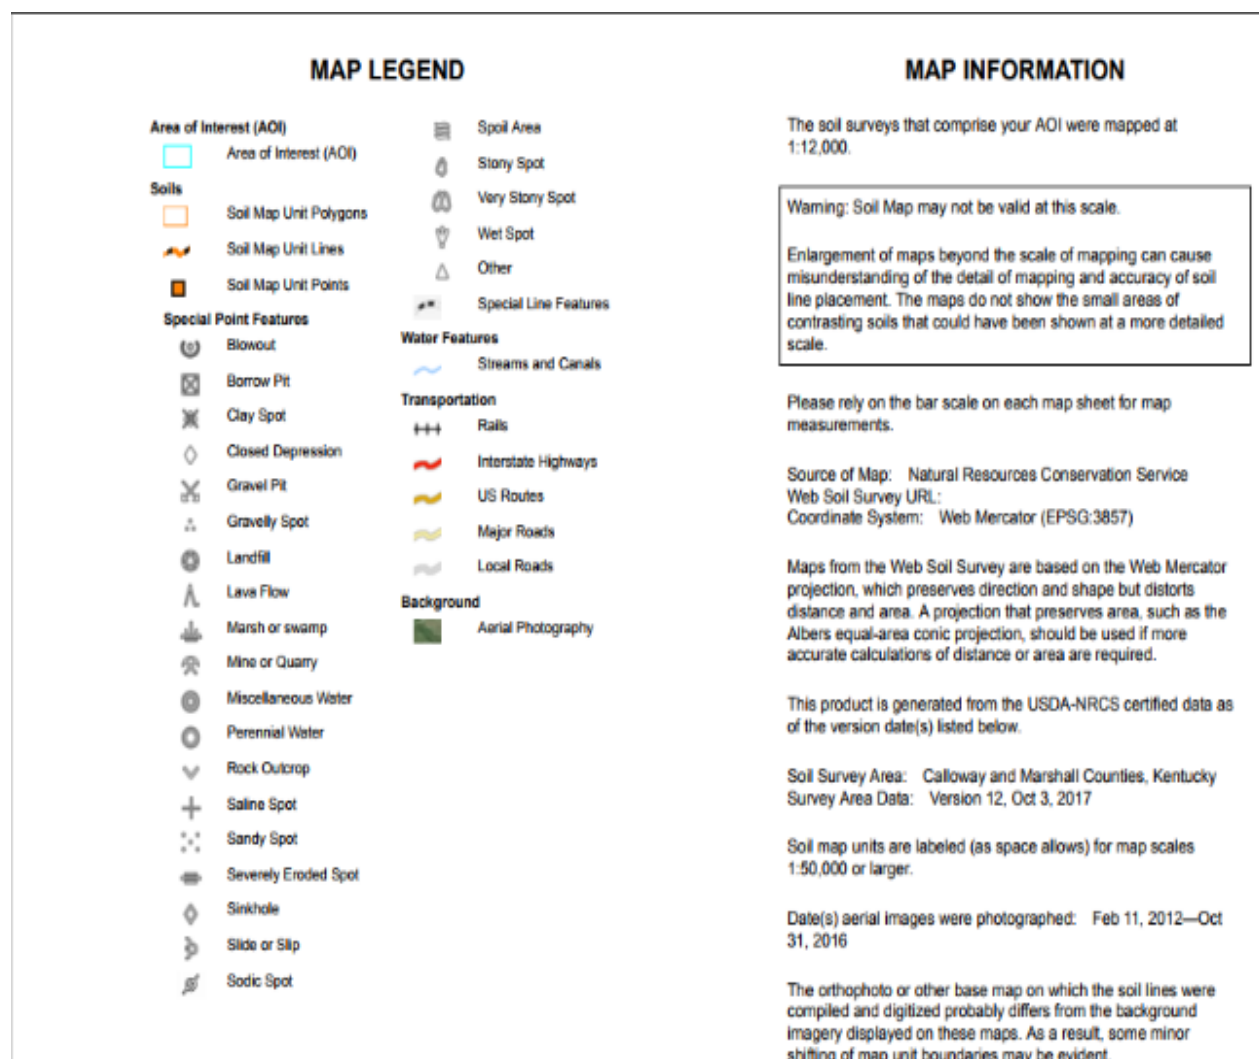 MAP LEGEND
Area of Interest (AOI)
Area of Interest (AOI)
Soils
Soil Map Unit Polygons
Soil Map Unit Lines
Soil Map Unit Points
Special Point Features
Blowout
Borrow Pit
Clay Spot
Closed Depression
Gravel Pit
Gravelly Spot
Landfill
Lava Flow
Marsh or swamp
Mine or Quarry
Miscellaneous Water
Perennial Water
Rock Outcrop
Saline Spot
Sandy Spot
Severely Eroded Spot
Sinkhole
Slide or Slip
Sodic Spot
Spoil Area
Stony Spot
Very Stony Spot
Wet Spot
Other
Special Line Features
Water Features
Streams and Canals
Transportation
Rails
Interstate Highways
US Routes
Major Roads
Local Roads
Background
Aerial Photography
MAP INFORMATION
The soil surveys that comprise your AOI were mapped at
1:12,000.
Warning: Soil Map may not be valid at this scale.
Enlargement of maps beyond the scale of mapping can cause
misunderstanding of the detail of mapping and accuracy of soil
line placement. The maps do not show the small areas of
contrasting soils that could have been shown at a more detailed
scale.
Please rely on the bar scale on each map sheet for map
measurements.
Source of Map: Natural Resources Conservation Service
Web Soil Survey URL:
Coordinate System: Web Mercator (EPSG:3857)
Maps from the Web Soil Survey are based on the Web Mercator
projection, which preserves direction and shape but distorts
distance and area. A projection that preserves area, such as the
Albers equal-area conic projection, should be used if more
accurate calculations of distance or area are required.
This product is generated from the USDA-NRCS certified data as
of the version date(s) listed below.
Soil Survey Area: Calloway and Marshall Counties, Kentucky
Survey Area Data: Version 12, Oct 3, 2017
Soil map units are labeled (as space allows) for map scales
1:50,000 or larger.
Date(s) aerial images were photographed: Feb 11, 2012—Oct
31, 2016
The orthophoto or other base map on which the soil lines were
compiled and digitized probably differs from the background
imagery displayed on these maps. As a result, some minor
shifting of map unit boundaries may be evident.